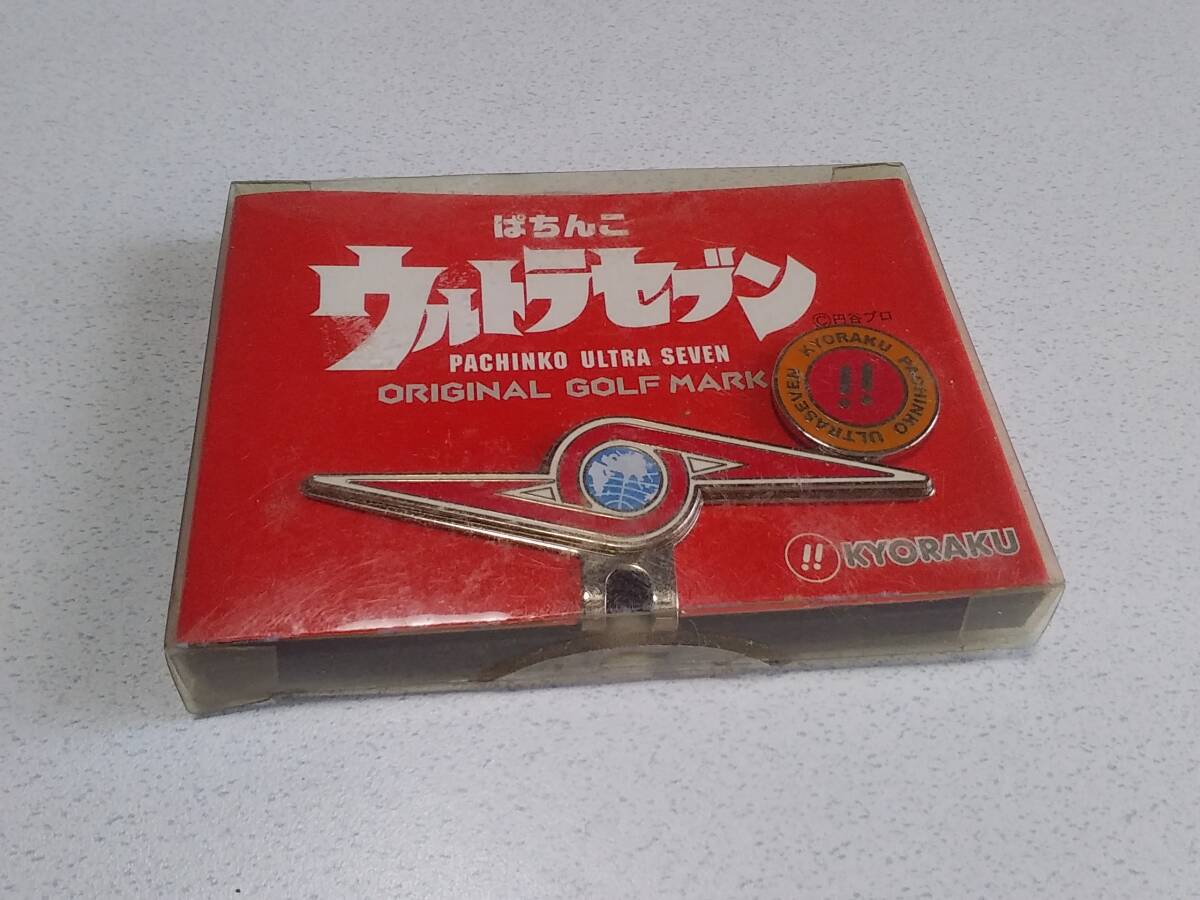 ぱちんこ
ウルトラセブン
PACHINKO ULTRA SEVEN
ORIGINAL GOLF MARK
©円谷プロ
KYORAKU PACHINKO ULTRASEVEN
!!
!! KYORAKU